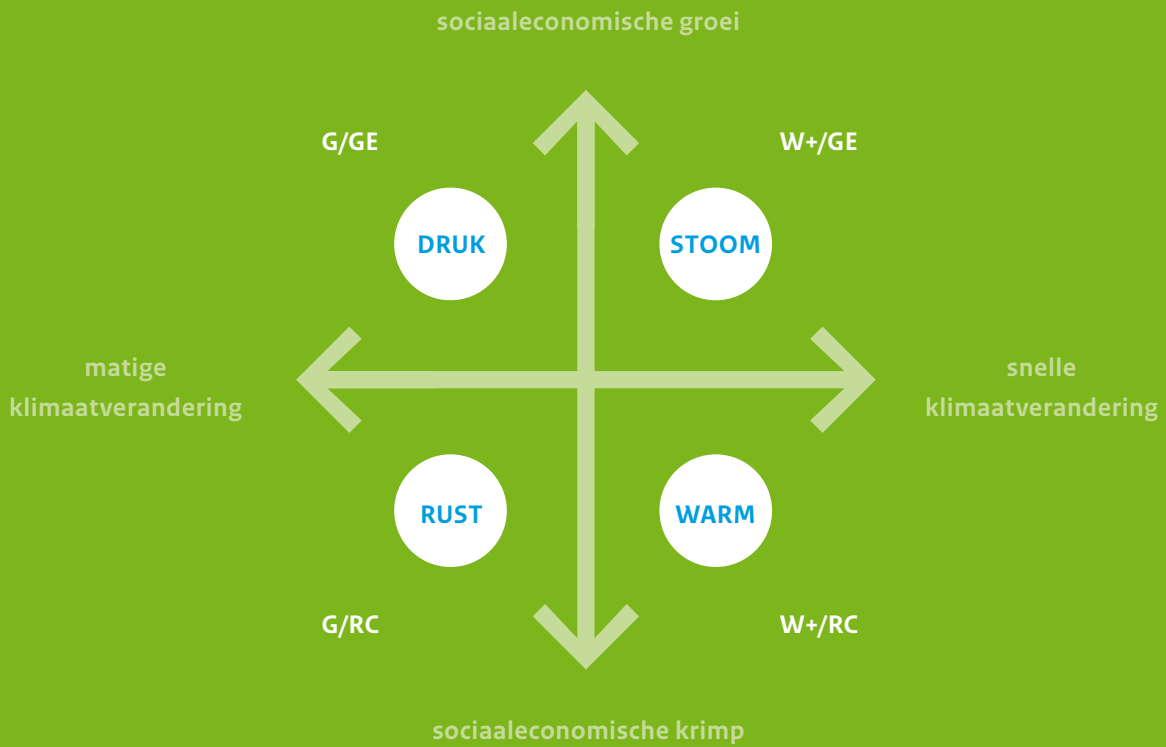 sociaaleconomische groei
G/GE
W+/GE
DRUK
STOOM
matige
klimaatverandering
snelle
klimaatverandering
RUST
WARM
G/RC
W+/RC
sociaaleconomische krimp